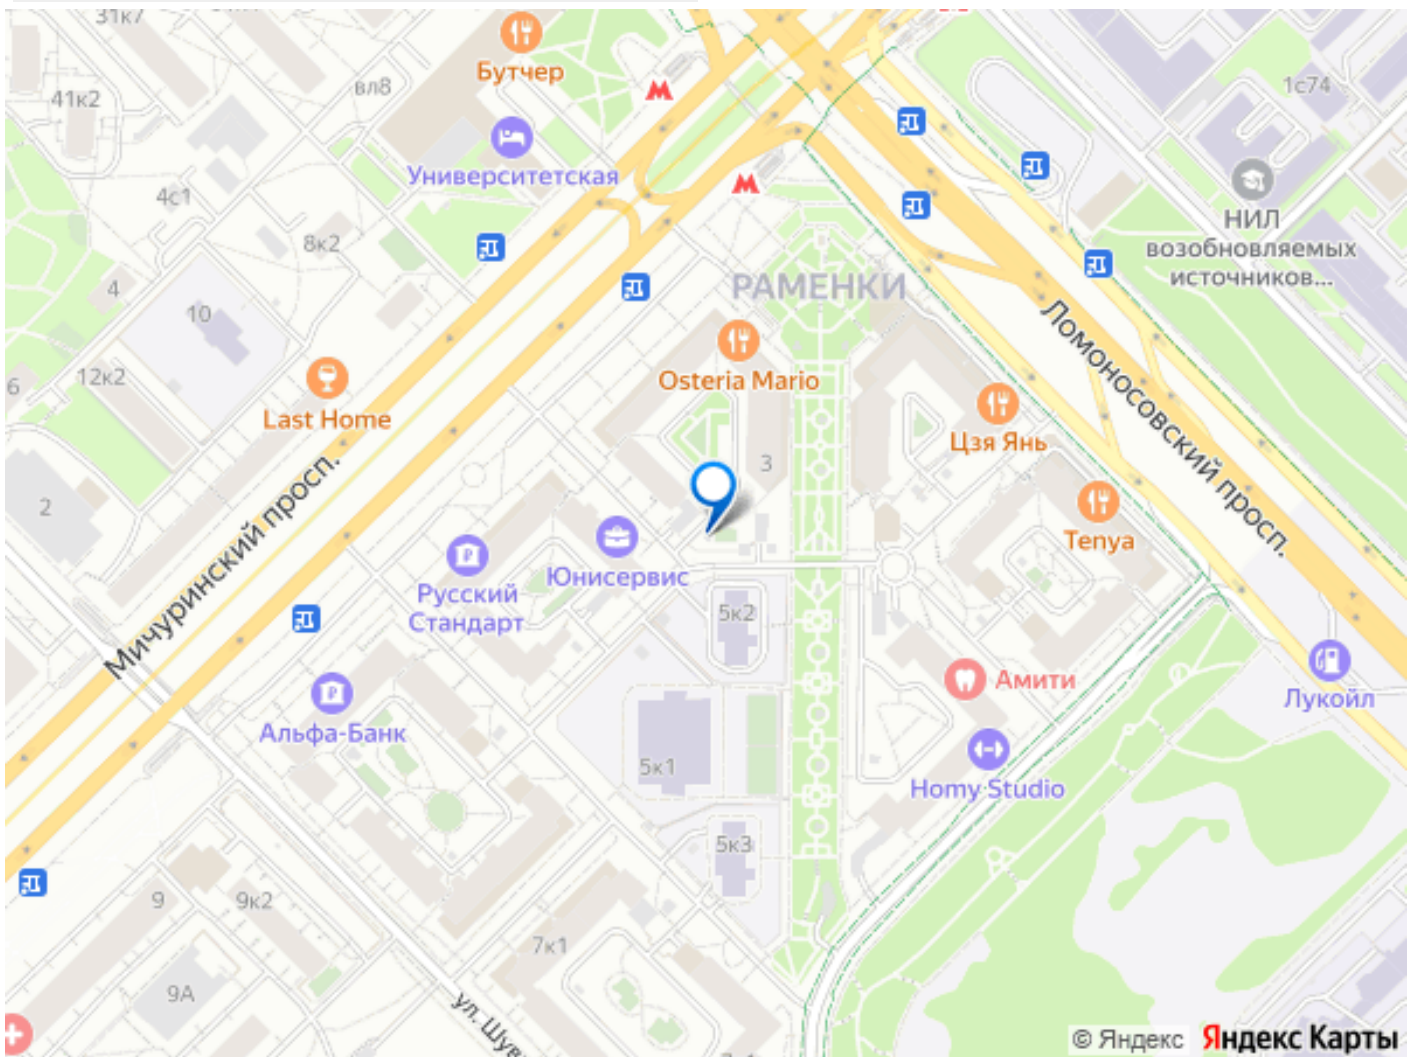 31к7
Бутчер
вл8
41к2
1с74
Университетская
4с1
НИЛ
возобновляемых
источников...
8к2
РАМЕНКИ
4
10
Ломоносовский просп.
Osteria Mario
12к2
6
Last Home
Цзя Янь
3
2
Мичуринский просп.
Tenya
Юнисервис
Русский
Стандарт
5к2
Амити
Лукойл
Альфа-Банк
5к1
Homy Studio
5к3
9
9к2
7к1
9А
ул. Шув
© Яндекс Яндекс Карты